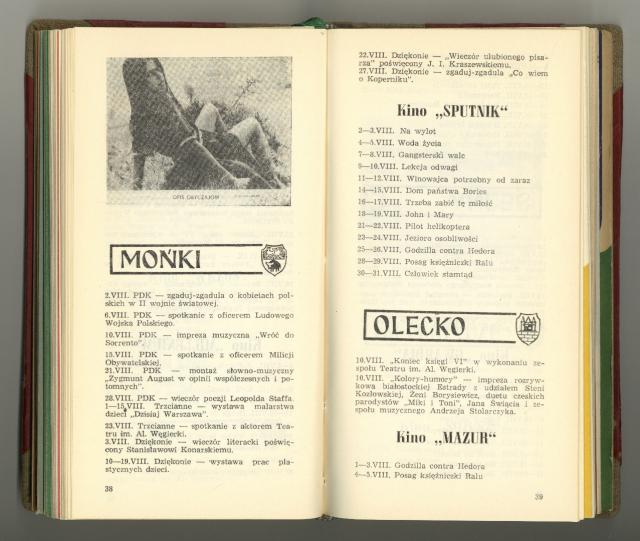 OPIS OBYCZAJÓW
MOŃKI
2.VIII. PDK — zgaduj-zgadula o kobietach pol-
skich w II wojnie światowej.
6.VIII. PDK — spotkanie z oficerem Ludowego
Wojska Polskiego.
10.VIII. PDK — impreza muzyczna „Wróć do
Sorrento".
15.VIII. PDK — spotkanie z oficerem Milicji
Obywatelskiej.
21.VIII. PDK — montaż słowno-muzyczny
„Zygmunt August w opinii współczesnych i po-
tomnych".
28.VIII. PDK — wieczór poezji Leopolda Staffa.
1—15.VIII. Trzcianne — wystawa malarstwa
dzieci „Dzisiaj Warszawa".
23.VIII. Trzcianne — spotkanie z aktorem Tea-
tru im. Al. Węgierki.
3.VIII. Dziękonie — wieczór literacki poświę-
cony Stanisławowi Konarskiemu.
10—19.VIII. Dziękonie — wystawa prac pla-
stycznych dzieci.
38
22.VIII. Dziękonie — „Wieczór ulubionego pisa-
rza" poświęcony J. I. Kraszewskiemu.
27.VIII. Dziękonie — zgaduj-zgadula „Co wiem
o Koperniku".
Kino „SPUTNIK"
2—3.VIII. Na wylot
4—5.VIII. Woda życia
7—8.VIII. Gangsterski walc
9—10.VIII. Lekcja odwagi
11—12.VIII. Winowajca potrzebny od zaraz
14—15.VIII. Dom państwa Bories
16—17.VIII. Trzeba zabić tę miłość
18—19.VIII. John i Mary
21—22.VIII. Pilot helikoptera
23—24.VIII. Jezioro osobliwości
25—26.VIII. Godzilla contra Hedora
28—29.VIII. Posąg księżniczki Ralu
30—31.VIII. Człowiek stamtąd
OLECKO
10.VIII. „Koniec księgi VI" w wykonaniu ze-
społu Teatru im. Al. Węgierki.
10.VIII. „Kolory-humory" — impreza rozryw-
kowa białostockiej Estrady z udziałem Steni
Kozłowskiej, Żeni Borysiewicz, duetu czeskich
parodystów „Miki i Toni", Jana Święcia i ze-
społu muzycznego Andrzeja Stolarczyka.
Kino „MAZUR"
1—3.VIII. Godzilla contra Hedora
4—5.VIII. Posąg księżniczki Ralu
39